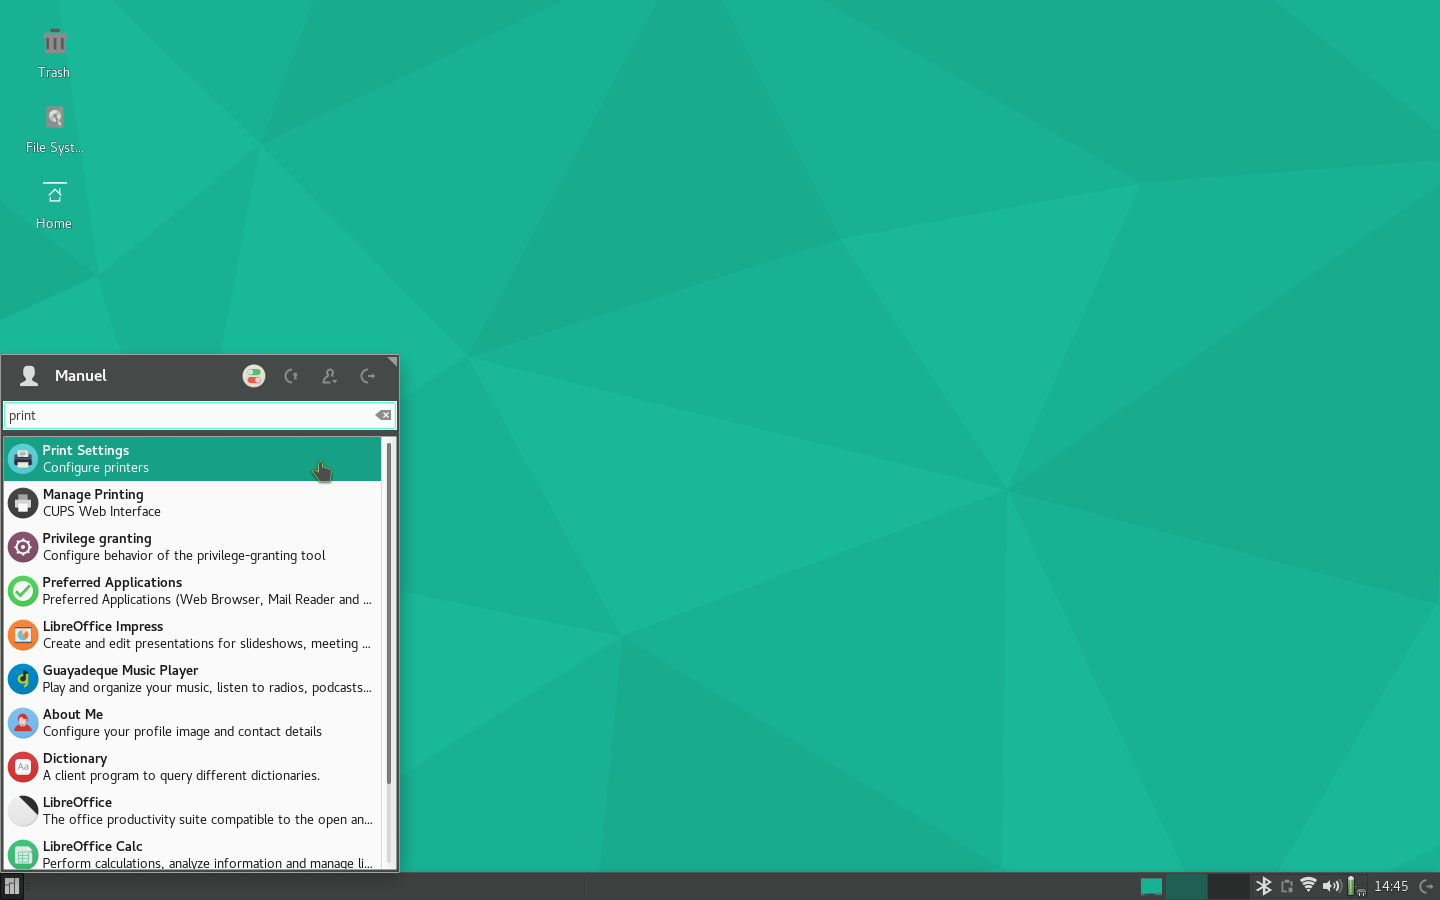 Trash
File Syst...
Home
Manuel
print
Print Settings
Configure printers
Manage Printing
CUPS Web Interface
Privilege granting
Configure behavior of the privilege-granting tool
Preferred Applications
Preferred Applications (Web Browser, Mail Reader and ...
LibreOffice Impress
Create and edit presentations for slideshows, meeting ...
Guayadeque Music Player
Play and organize your music, listen to radios, podcasts...
About Me
Configure your profile image and contact details
Aa
Dictionary
A client program to query different dictionaries.
LibreOffice
The office productivity suite compatible to the open an...
LibreOffice Calc
Perform calculations, analyze information and manage li...
14:45